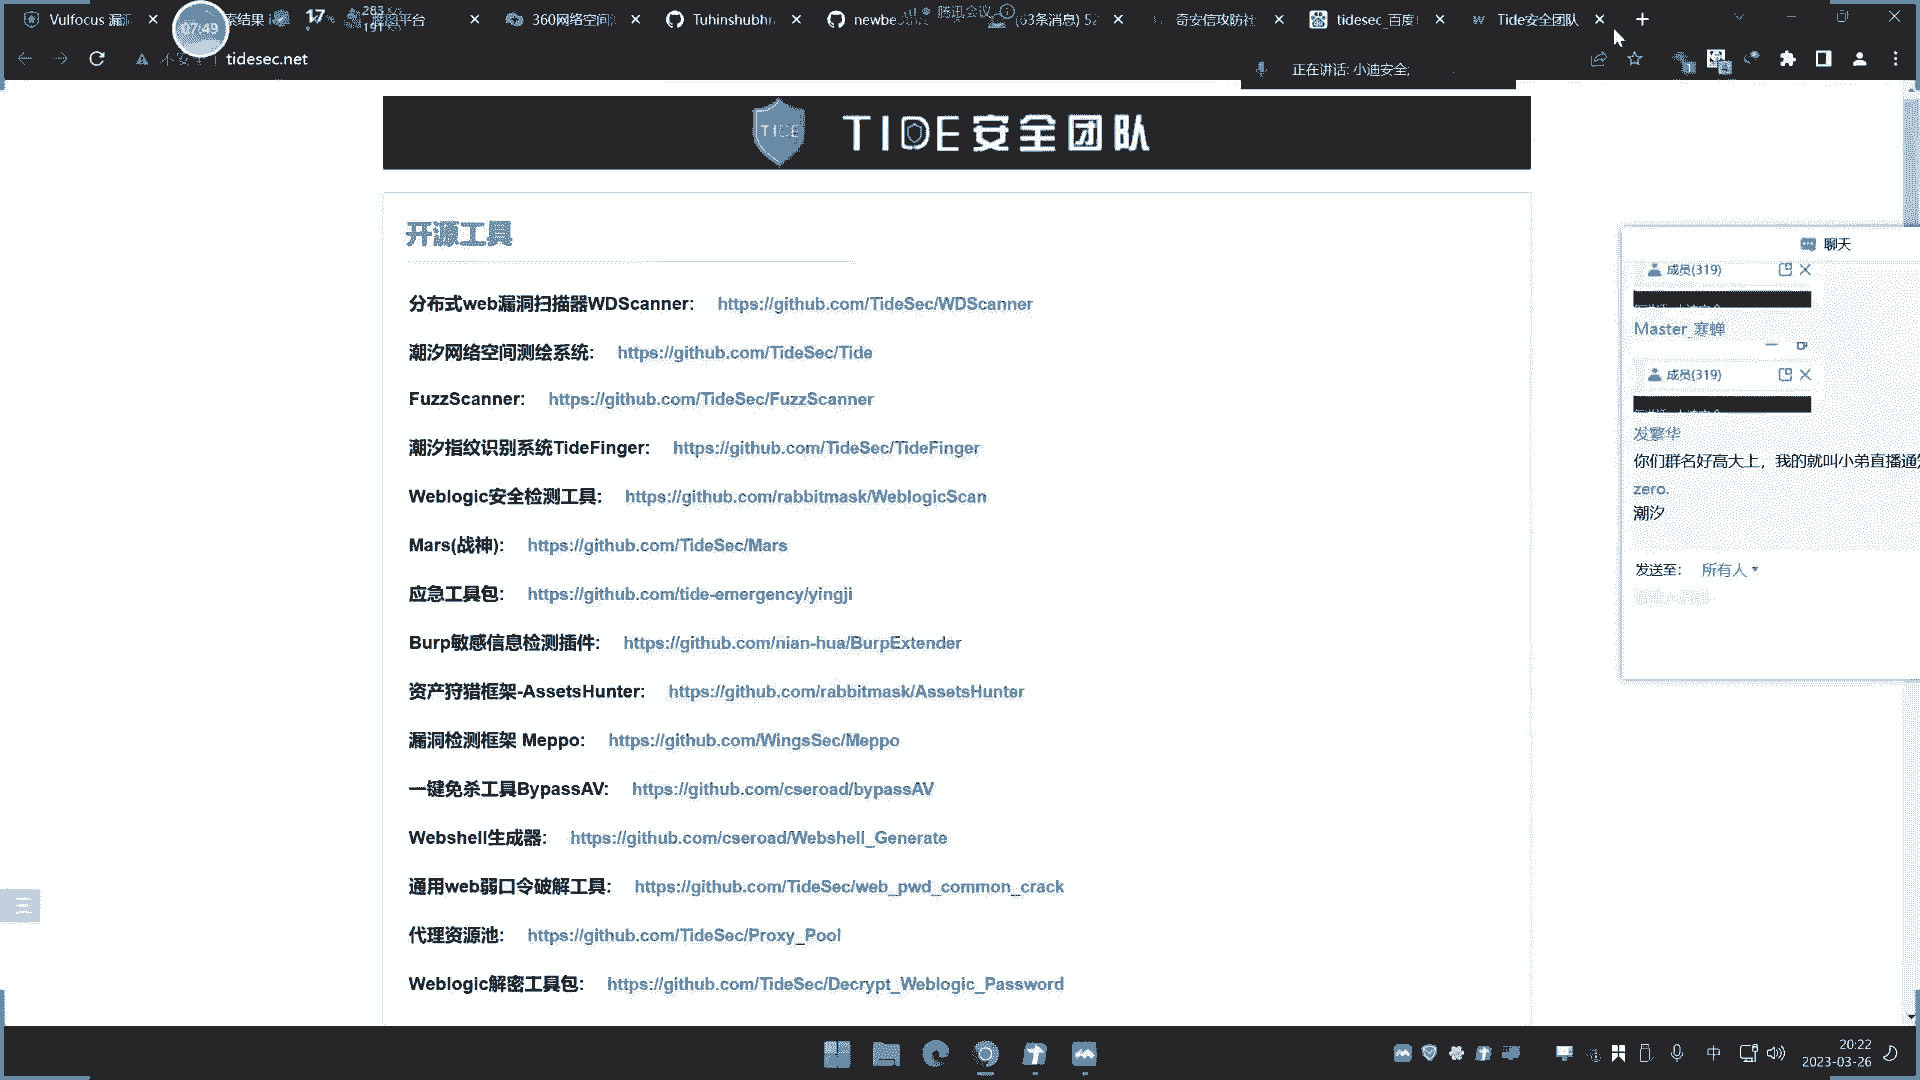 Vulfocus 漏洞
07:49
索结果
17
283
191
平台
360网络空间
Tuhinshubhr
newbe
腾讯会议
(63条消息) 52
奇安信攻防社
tidesec_百度
Tide安全团队
不安全
tidesec.net
正在讲话: 小迪安全;
TIDE
TIDE安全团队
开源工具
分布式web漏洞扫描器WDScanner: https://github.com/TideSec/WDScanner
潮汐网络空间测绘系统: https://github.com/TideSec/Tide
FuzzScanner: https://github.com/TideSec/FuzzScanner
潮汐指纹识别系统TideFinger: https://github.com/TideSec/TideFinger
Weblogic安全检测工具: https://github.com/rabbitmask/WeblogicScan
Mars(战神): https://github.com/TideSec/Mars
应急工具包: https://github.com/tide-emergency/yingji
Burp敏感信息检测插件: https://github.com/nian-hua/BurpExtender
资产狩猎框架-AssetsHunter: https://github.com/rabbitmask/AssetsHunter
漏洞检测框架 Meppo: https://github.com/WingsSec/Meppo
一键免杀工具BypassAV: https://github.com/cseroad/bypassAV
Webshell生成器: https://github.com/cseroad/Webshell_Generate
通用web弱口令破解工具: https://github.com/TideSec/web_pwd_common_crack
代理资源池: https://github.com/TideSec/Proxy_Pool
Weblogic解密工具包: https://github.com/TideSec/Decrypt_Weblogic_Password
聊天
成员(319)
Master_寒蝉
成员(319)
发繁华
你们群名好高大上，我的就叫小弟直播通知
zero.
潮汐
发送至: 所有人
中
20:22
2023-03-26